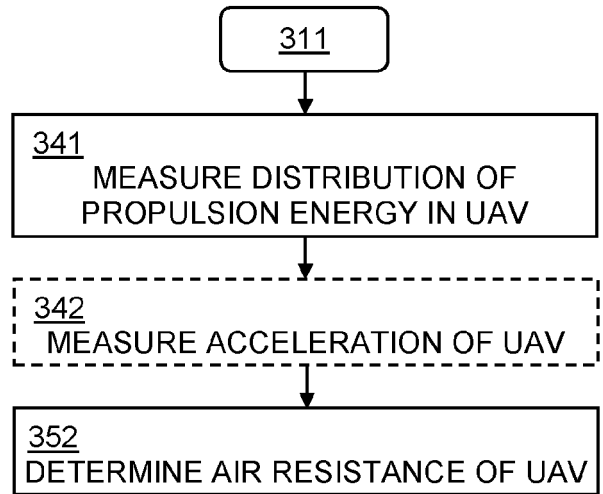 311
341
MEASURE DISTRIBUTION OF
PROPULSION ENERGY IN UAV
342
MEASURE ACCELERATION OF UAV
352
DETERMINE AIR RESISTANCE OF UAV